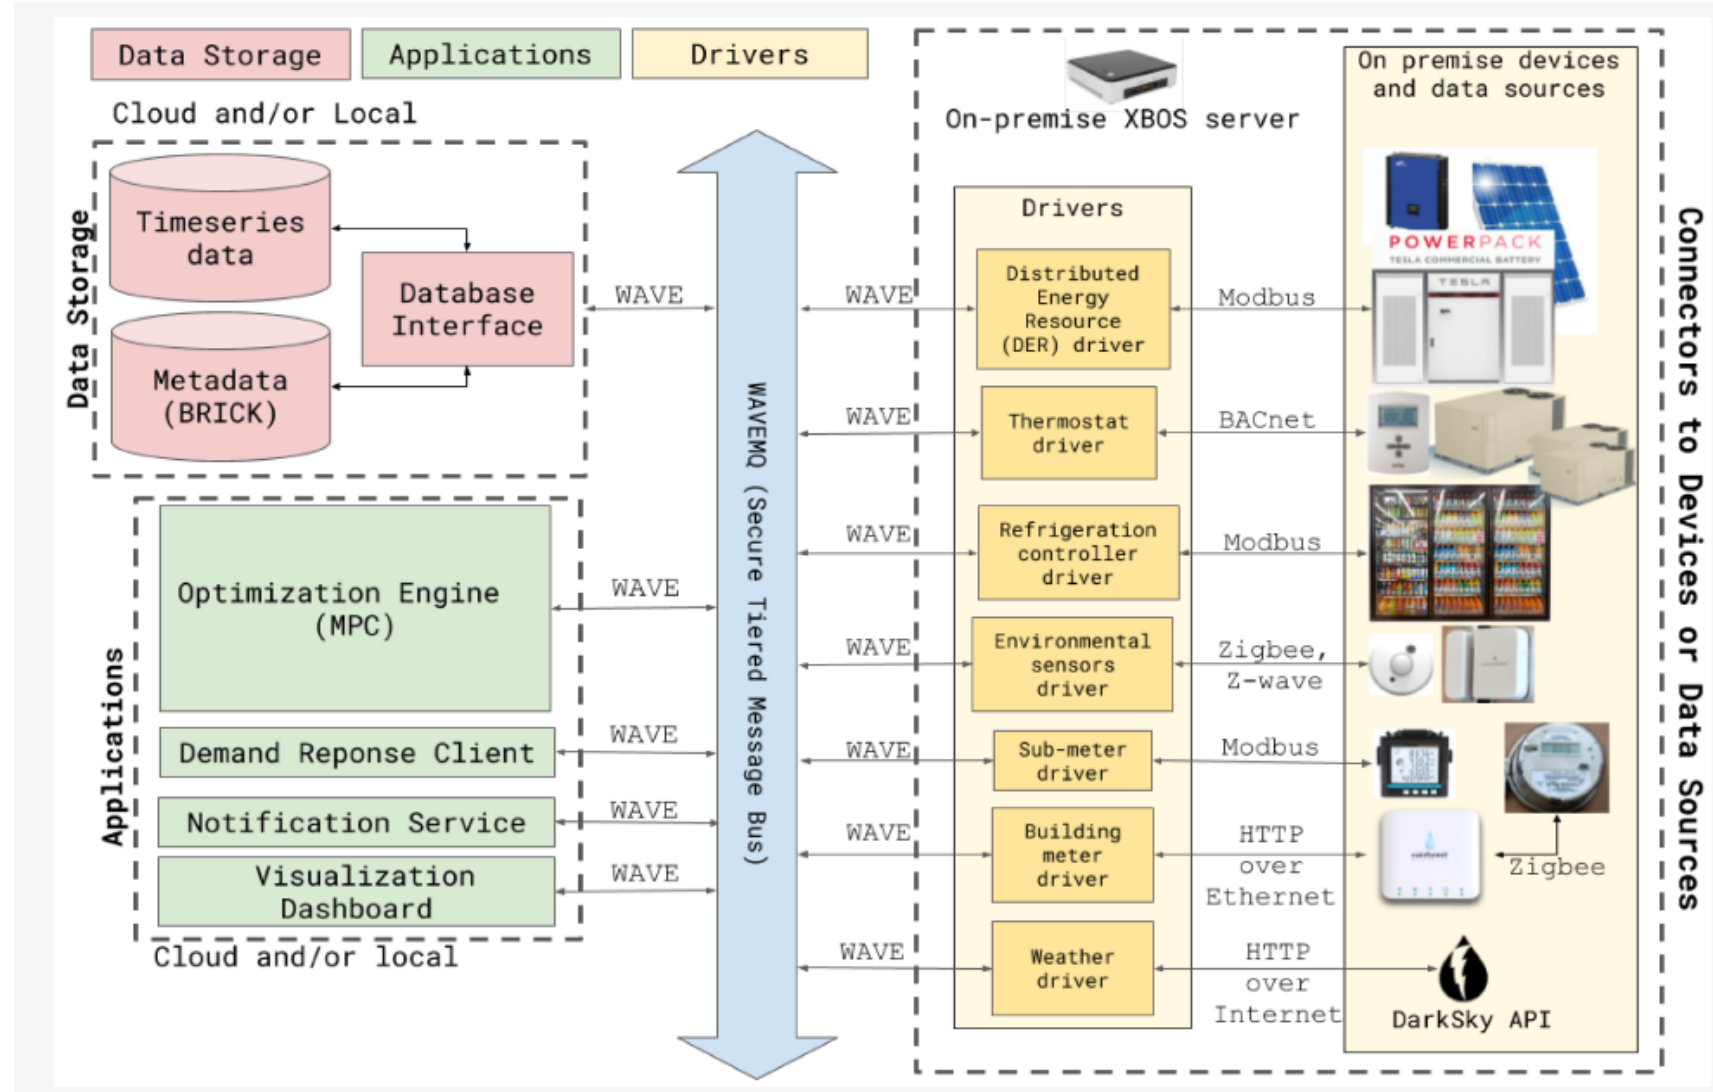 Data Storage
Applications
Drivers
Cloud and/or Local
Data Storage
Timeseries
data
Metadata
(BRICK)
Database
Interface
WAVE
Applications
Optimization Engine
(MPC)
WAVE
Demand Reponse Client
WAVE
Notification Service
WAVE
Visualization
Dashboard
WAVE
Cloud and/or local
WAVEMQ (Secure Tiered Message Bus)
On-premise XBOS server
Drivers
WAVE
Distributed
Energy
Resource
(DER) driver
Modbus
WAVE
Thermostat
driver
BACnet
WAVE
Refrigeration
controller
driver
Modbus
WAVE
Environmental
sensors
driver
Zigbee,
Z-wave
WAVE
Sub-meter
driver
Modbus
WAVE
Building
meter
driver
HTTP
over
Ethernet
WAVE
Weather
driver
HTTP
over
Internet
On premise devices
and data sources
POWERPACK
TESLA COMMERCIAL BATTERY
TESLA
rainforest
Zigbee
DarkSky API
Connectors to Devices or Data Sources